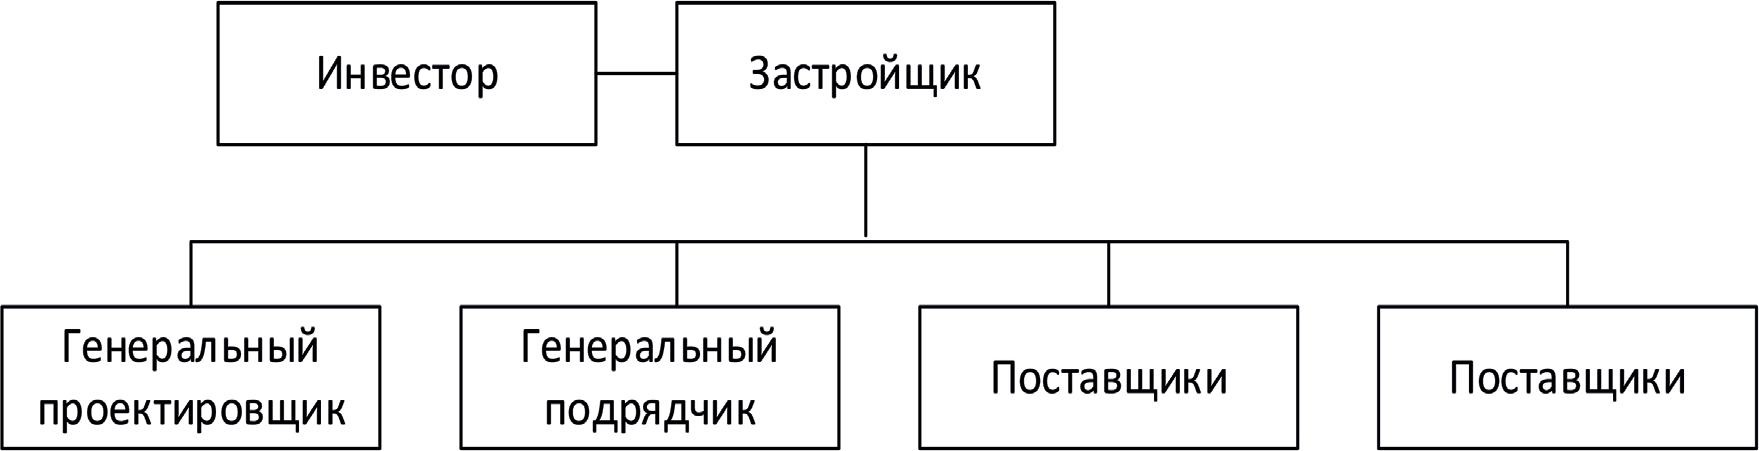 Инвестор
Застройщик
Генеральный
проектировщик
Генеральный
подрядчик
Поставщики
Поставщики